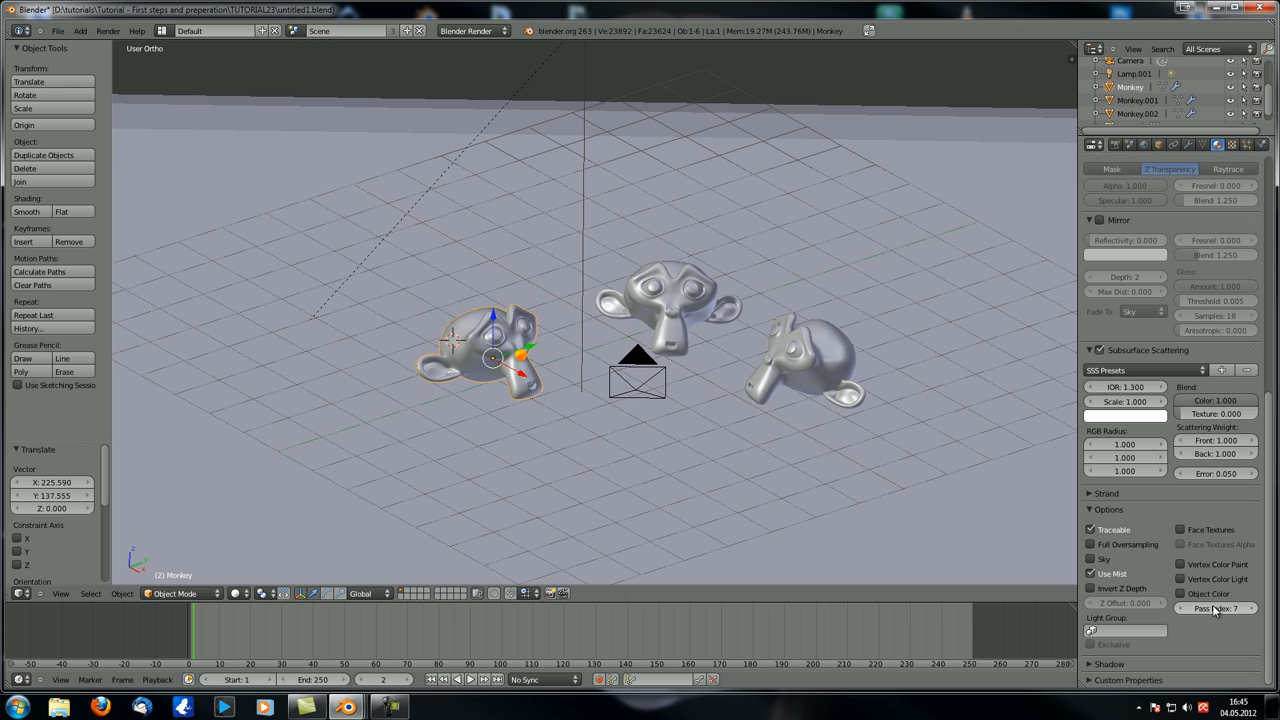 Blender* [D:\tutorials\Tutorial - First steps and preperation\TUTORIAL23\untitled1.blend]
File Add Render Help Default Scene 3 Blender Render blender.org 263 | Ve:23892 | Fa:23624 | Ob:1-6 | La:1 | Mem:19.27M (243.76M) | Monkey
Object Tools
Transform:
Translate
Rotate
Scale
Origin
Object:
Duplicate Objects
Delete
Join
Shading:
Smooth Flat
Keyframes:
Insert Remove
Motion Paths:
Calculate Paths
Clear Paths
Repeat:
Repeat Last
History...
Grease Pencil:
Draw Line
Poly Erase
Use Sketching Sessio
Translate
Vector
X: 225.590
Y: 137.555
Z: 0.000
Constraint Axis
X
Y
Z
Orientation
User Ortho
z
y
x
(2) Monkey
View Select Object Object Mode Global
-50 -40 -30 -20 -10 0 10 20 30 40 50 60 70 80 90 100 110 120 130 140 150 160 170 180 190 200 210 220 230 240 250 260 270 280
View Marker Frame Playback Start: 1 End: 250 2 No Sync
View Search All Scenes
Camera
Lamp.001
Monkey
Monkey.001
Monkey.002
Mask Z Transparency Raytrace
Alpha: 1.000 Fresnel: 0.000
Specular: 1.000 Blend: 1.250
Mirror
Reflectivity: 0.000 Fresnel: 0.000
Blend: 1.250
Depth: 2 Gloss:
Max Dist: 0.000 Amount: 1.000
Threshold: 0.005
Fade To: Sky Samples: 18
Anisotropic: 0.000
Subsurface Scattering
SSS Presets
IOR: 1.300 Blend:
Scale: 1.000 Color: 1.000
Texture: 0.000
RGB Radius: Scattering Weight:
1.000 Front: 1.000
1.000 Back: 1.000
1.000 Error: 0.050
Strand
Options
Traceable Face Textures
Full Oversampling Face Textures Alpha
Sky Vertex Color Paint
Use Mist Vertex Color Light
Invert Z Depth Object Color
Z Offset: 0.000 Pass Index: 7
Light Group:
Exclusive
Shadow
Custom Properties
16:45
04.05.2012